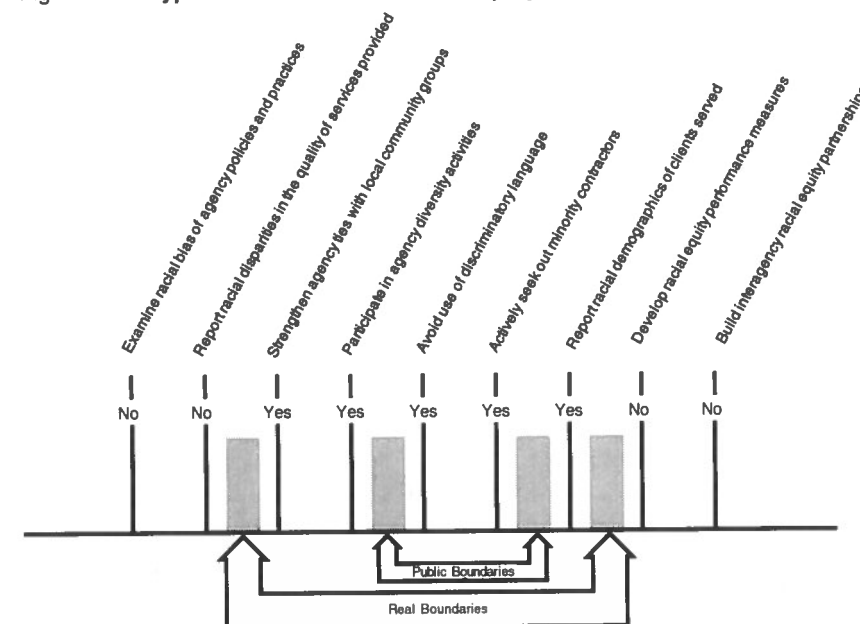 Examine racial bias of agency policies and practices
Report racial disparities in the quality of services provided
Strengthen agency ties with local community groups
Participate in agency diversity activities
Avoid use of discriminatory language
Actively seek out minority contractors
Report racial demographics of clients served
Develop racial equity performance measures
Build interagency racial equity
No No Yes Yes Yes Yes Yes No No
Public Boundaries
Real Boundaries